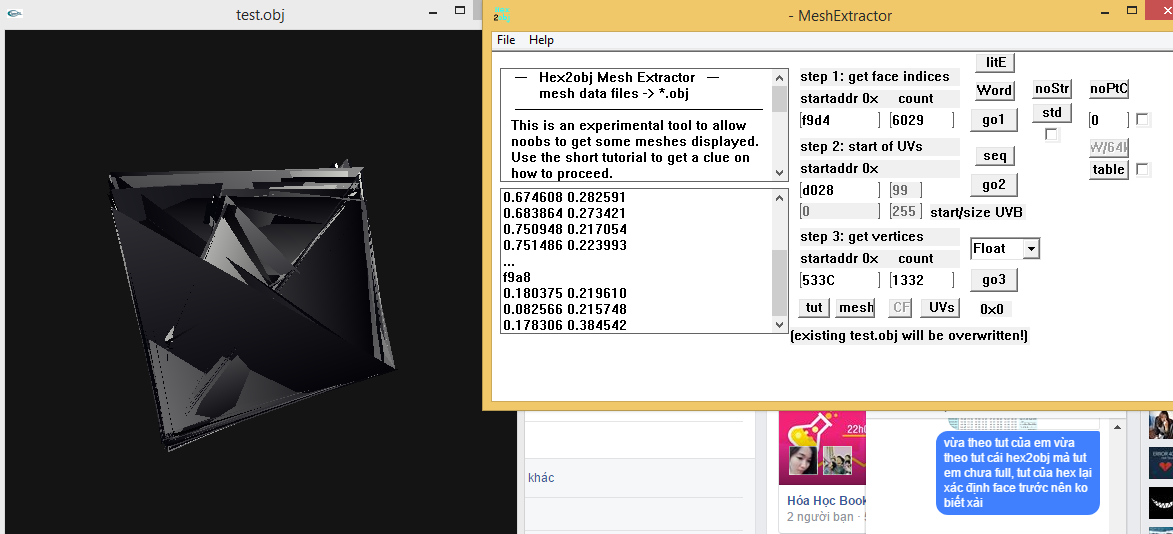 test.obj
- MeshExtractor
File Help
— Hex2obj Mesh Extractor —
mesh data files -> *.obj
This is an experimental tool to allow
noobs to get some meshes displayed.
Use the short tutorial to get a clue on
how to proceed.
0.674608 0.282591
0.683864 0.273421
0.750948 0.217054
0.751486 0.223993
...
f9a8
0.180375 0.219610
0.082566 0.215748
0.178306 0.384542
step 1: get face indices
litE
startaddr 0x count
Word
noStr
noPtC
f9d4
6029
go1
std
0
step 2: start of UVs
seq
W/64k
startaddr 0x
table
d028
99
go2
0
255
start/size UVB
step 3: get vertices
Float
startaddr 0x count
533C
1332
go3
tut
mesh
CF
UVs
0x0
(existing test.obj will be overwritten!)
khác
22h0
Hóa Học Book
2 người bạn ·
vừa theo tut của em vừa
theo tut cái hex2obj mà tut
em chưa full, tut của hex lại
xác định face trước nên ko
biết xài